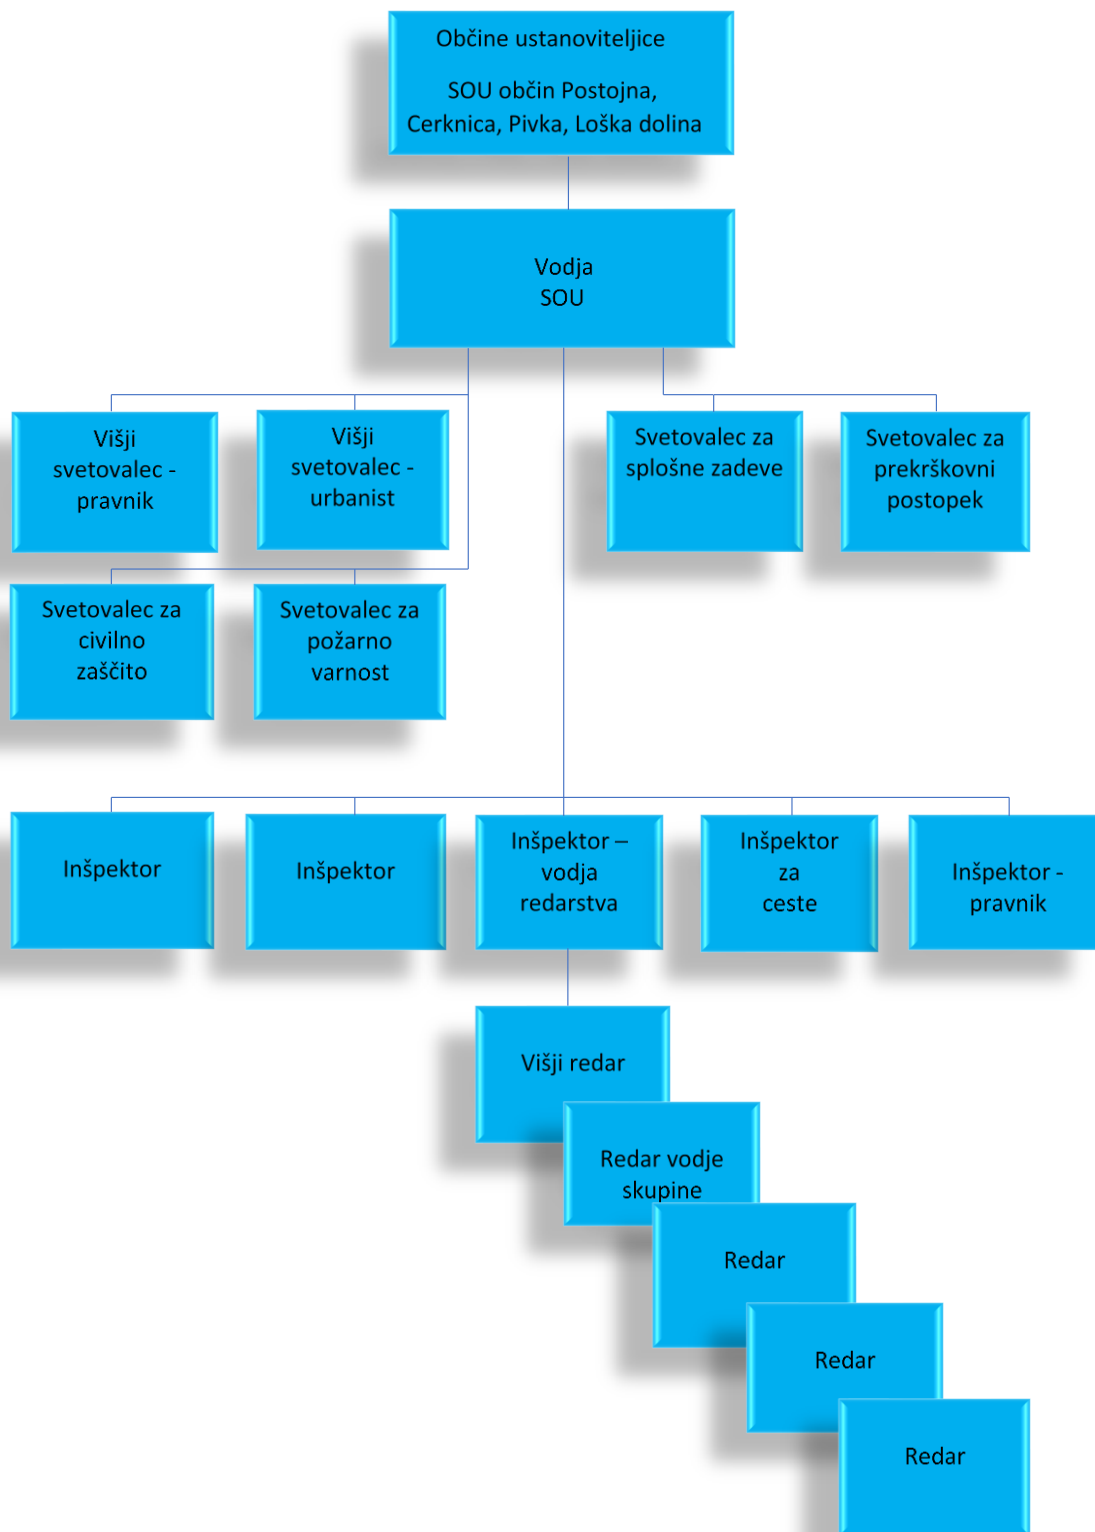 Občine ustanoviteljice
SOU občin Postojna,
Cerknica, Pivka, Loška dolina
Vodja
SOU
Višji
svetovalec -
pravnik
Višji
svetovalec -
urbanist
Svetovalec za
splošne zadeve
Svetovalec za
prekrškovni
postopek
Svetovalec za
civilno
zaščito
Svetovalec za
požarno
varnost
Inšpektor
Inšpektor
Inšpektor –
vodja
redarstva
Inšpektor
za
ceste
Inšpektor -
pravnik
Višji redar
Redar vodje
skupine
Redar
Redar
Redar